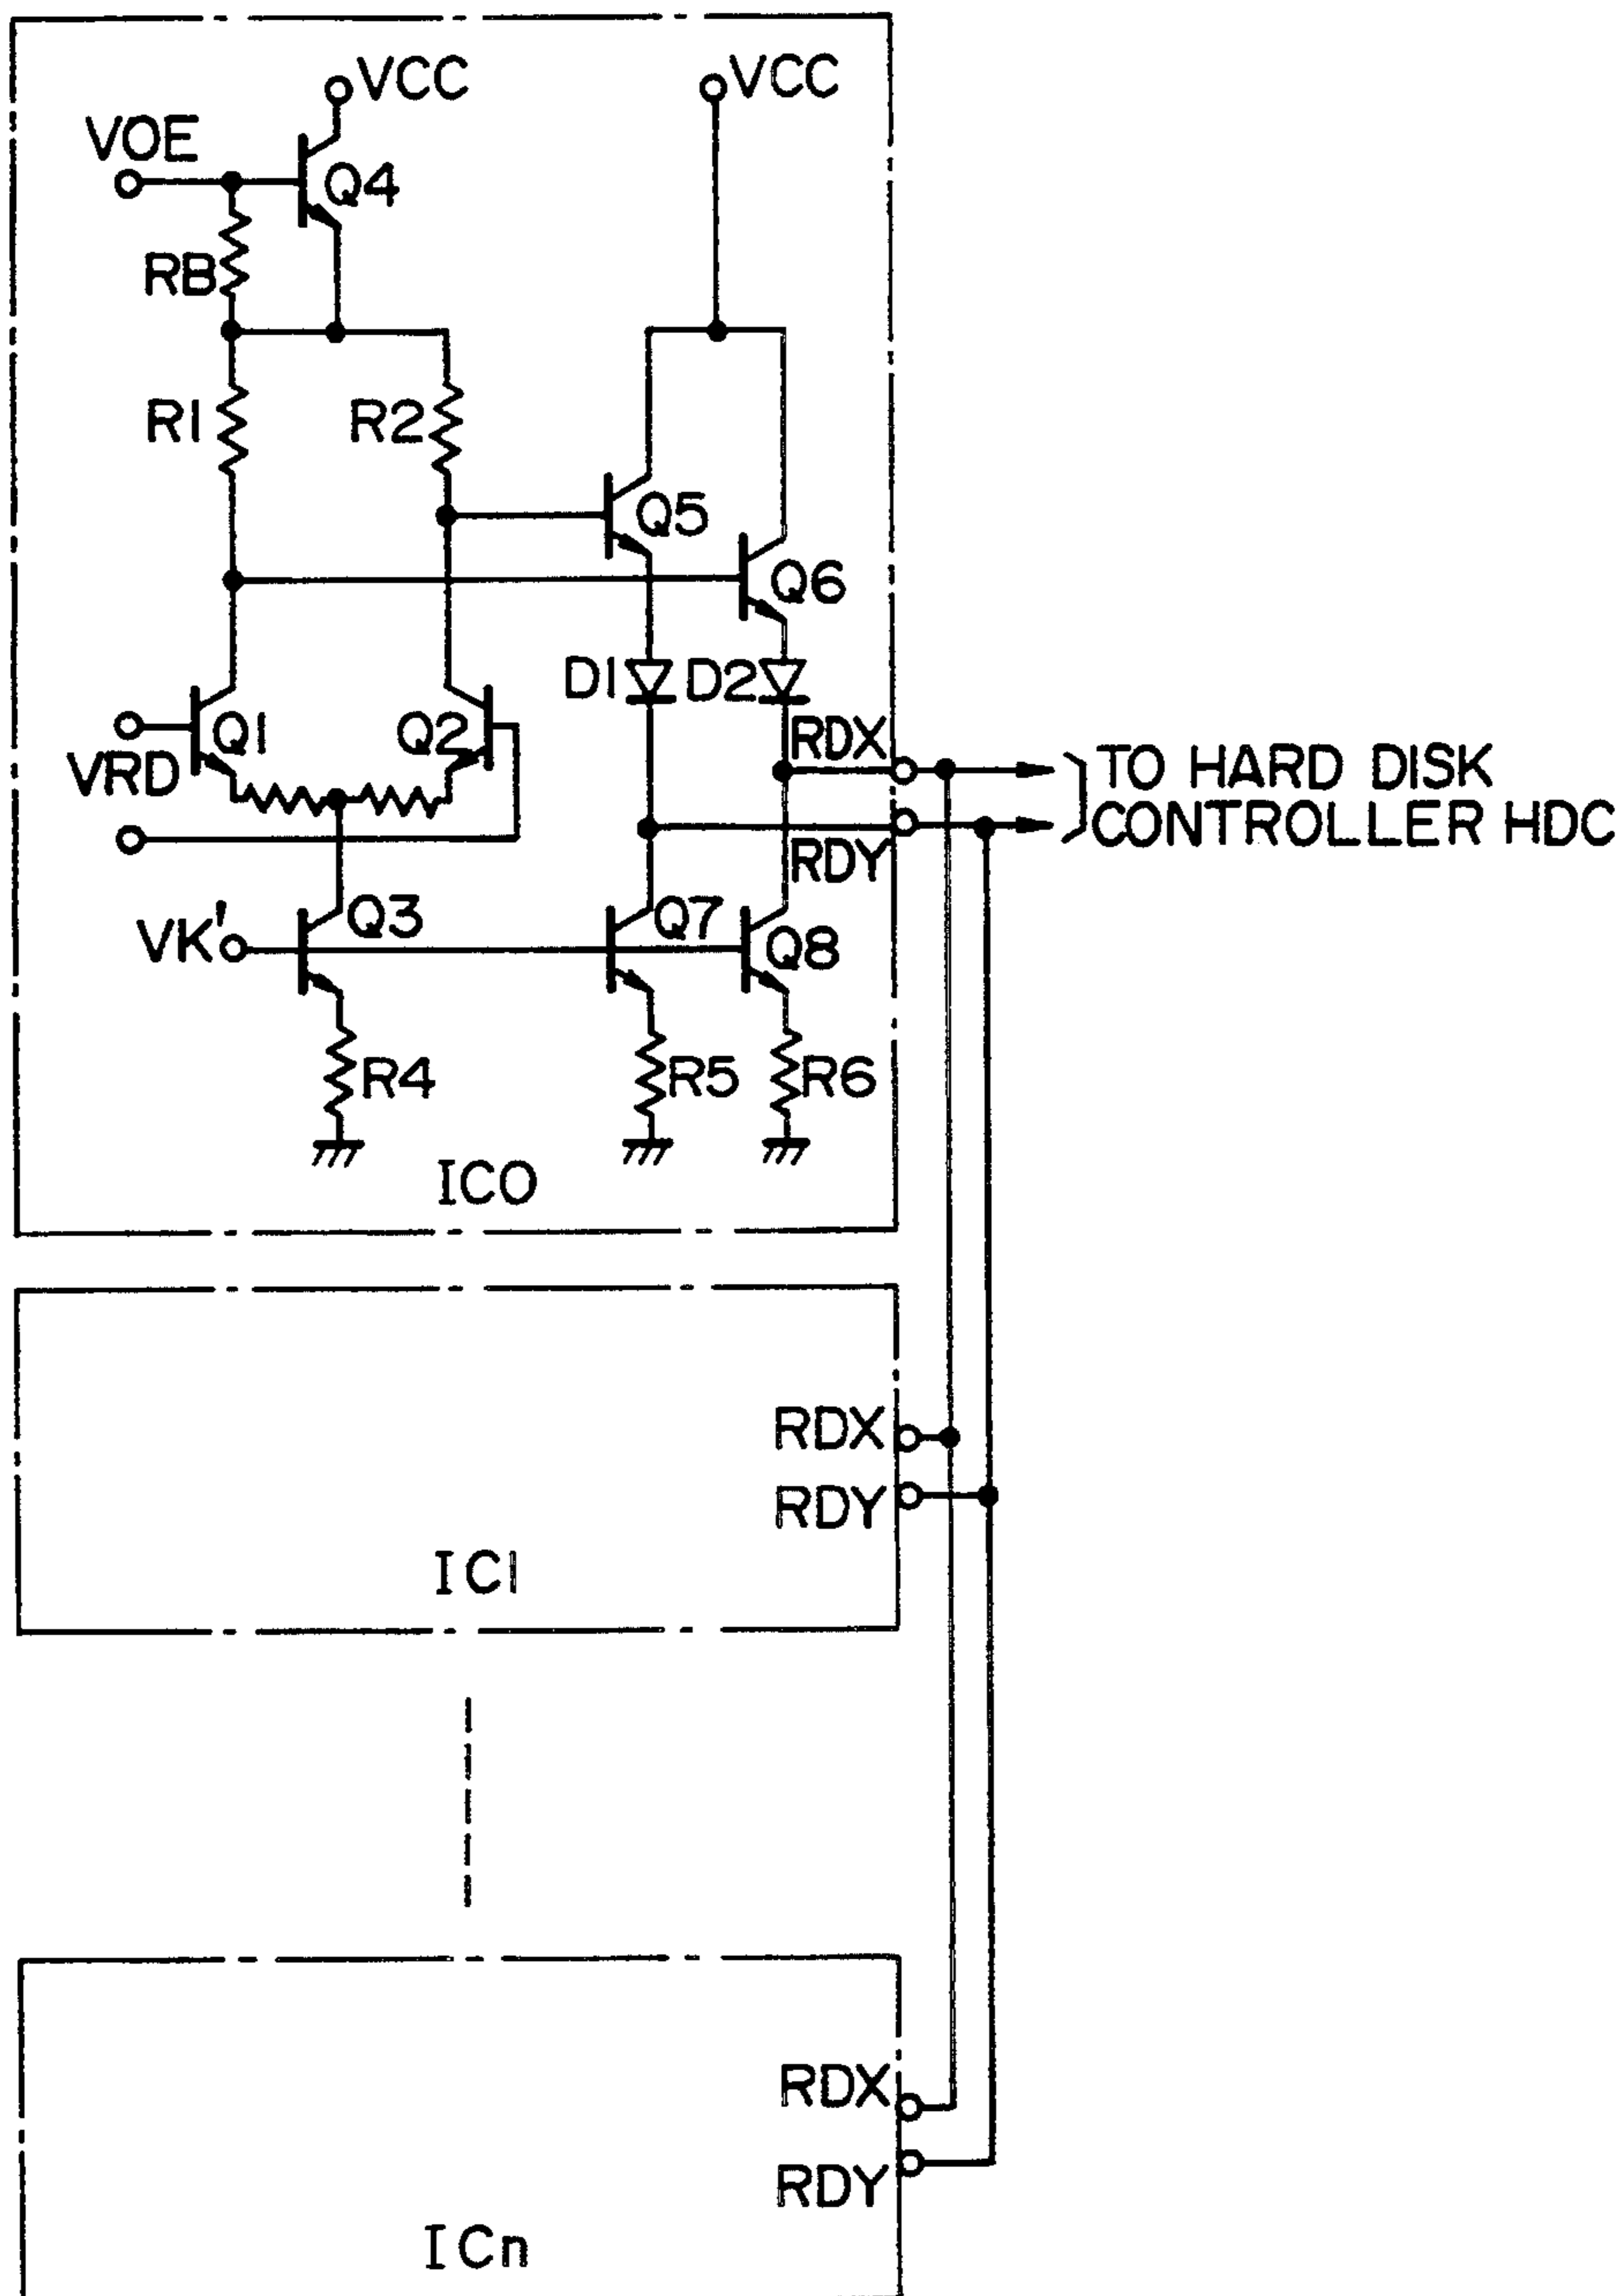 VCC
VCC
VOE
Q4
RB
R1
R2
Q5
Q6
D1
D2
Q1
Q2
RDX
VRD
TO HARD DISK
CONTROLLER HDC
RDY
Q3
Q7
VK'
Q8
R4
R5
R6
IC0
RDX
RDY
IC1
RDX
RDY
ICn